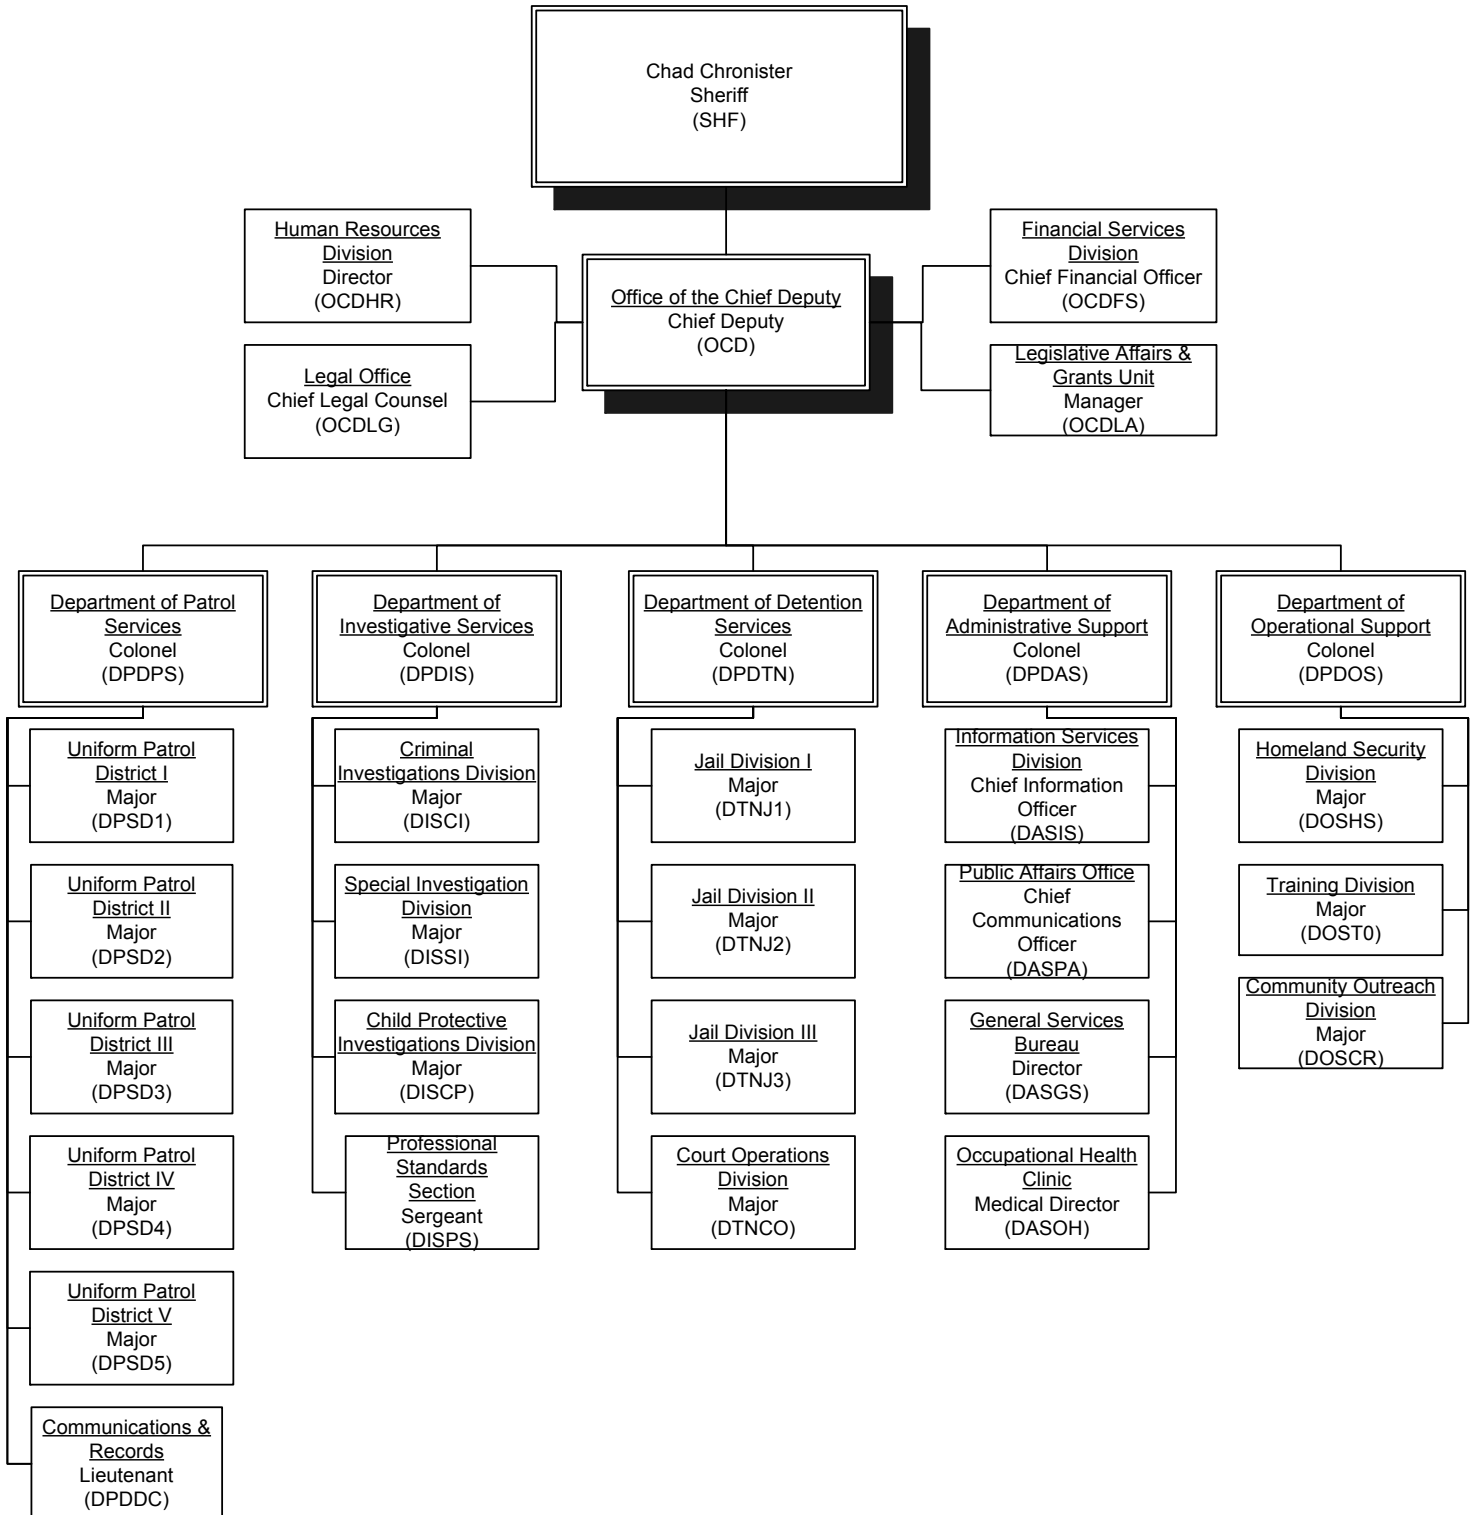 Chad Chronister
Sheriff
(SHF)
Human Resources
Division
Director
(OCDHR)
Financial Services
Division
Chief Financial Officer
(OCDFS)
Office of the Chief Deputy
Chief Deputy
(OCD)
Legal Office
Chief Legal Counsel
(OCDLG)
Legislative Affairs &
Grants Unit
Manager
(OCDLA)
Department of Patrol
Services
Colonel
(DPDPS)
Department of
Investigative Services
Colonel
(DPDIS)
Department of Detention
Services
Colonel
(DPDTN)
Department of
Administrative Support
Colonel
(DPDAS)
Department of
Operational Support
Colonel
(DPDOS)
Uniform Patrol
District I
Major
(DPSD1)
Criminal
Investigations Division
Major
(DISCI)
Jail Division I
Major
(DTNJ1)
Information Services
Division
Chief Information
Officer
(DASIS)
Homeland Security
Division
Major
(DOSHS)
Uniform Patrol
District II
Major
(DPSD2)
Special Investigation
Division
Major
(DISSI)
Jail Division II
Major
(DTNJ2)
Public Affairs Office
Chief
Communications
Officer
(DASPA)
Training Division
Major
(DOST0)
Uniform Patrol
District III
Major
(DPSD3)
Child Protective
Investigations Division
Major
(DISCP)
Jail Division III
Major
(DTNJ3)
General Services
Bureau
Director
(DASGS)
Community Outreach
Division
Major
(DOSCR)
Uniform Patrol
District IV
Major
(DPSD4)
Professional
Standards
Section
Sergeant
(DISPS)
Court Operations
Division
Major
(DTNCO)
Occupational Health
Clinic
Medical Director
(DASOH)
Uniform Patrol
District V
Major
(DPSD5)
Communications &
Records
Lieutenant
(DPDDC)